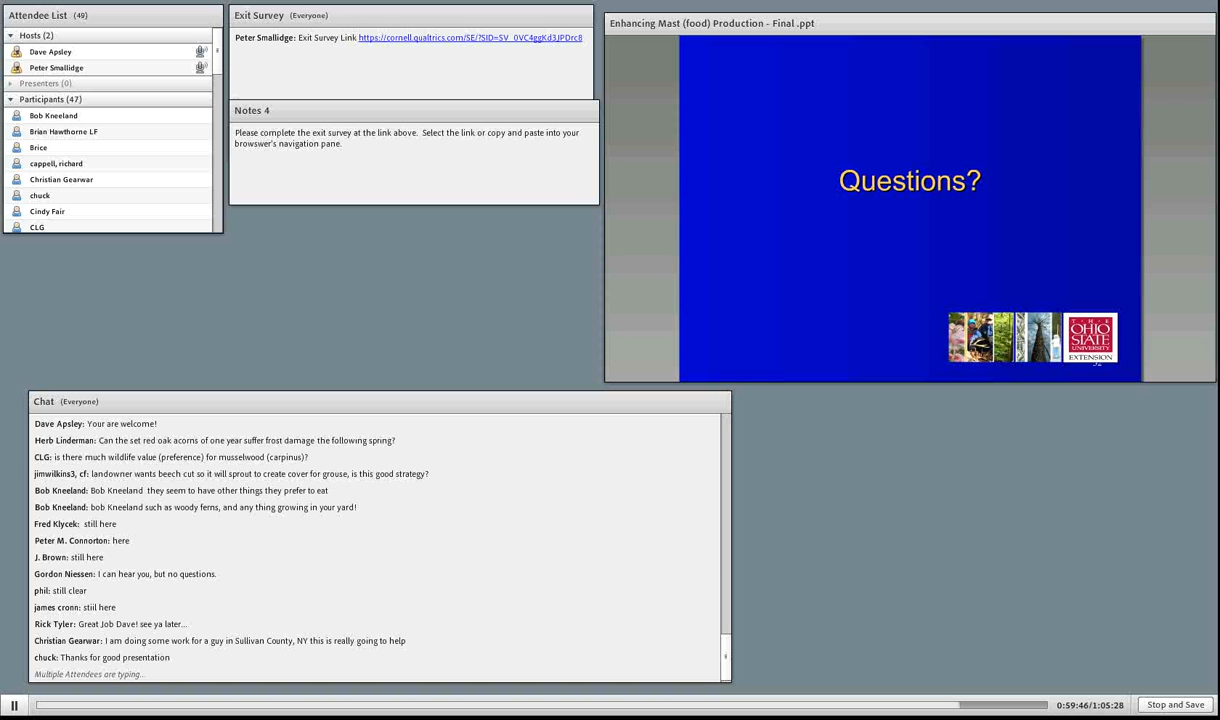 Attendee List (49)
Hosts (2)
Dave Apsley
Peter Smallidge
Presenters (0)
Participants (47)
Bob Kneeland
Brian Hawthorne LF
Brice
cappell, richard
Christian Gearwar
chuck
Cindy Fair
CLG
Exit Survey (Everyone)
Peter Smallidge: Exit Survey Link https://cornell.qualtrics.com/SE/?SID=SV_0VC4ggKd3JPDrc8
Notes 4
Please complete the exit survey at the link above. Select the link or copy and paste into your
browswer's navigation pane.
Enhancing Mast (food) Production - Final .ppt
Questions?
THE
OHIO
STATE
UNIVERSITY
EXTENSION
52
Chat (Everyone)
Dave Apsley: Your are welcome!
Herb Linderman: Can the set red oak acorns of one year suffer frost damage the following spring?
CLG: is there much wildlife value (preference) for musselwood (carpinus)?
jimwilkins3, cf: landowner wants beech cut so it will sprout to create cover for grouse, is this good strategy?
Bob Kneeland: Bob Kneeland they seem to have other things they prefer to eat
Bob Kneeland: bob Kneeland such as woody ferns, and any thing growing in your yard!
Fred Klycek: still here
Peter M. Connorton: here
J. Brown: still here
Gordon Niessen: I can hear you, but no questions.
phil: still clear
james cronn: stiil here
Rick Tyler: Great Job Dave! see ya later...
Christian Gearwar: I am doing some work for a guy in Sullivan County, NY this is really going to help
chuck: Thanks for good presentation
Multiple Attendees are typing...
0:59:46/1:05:28
Stop and Save